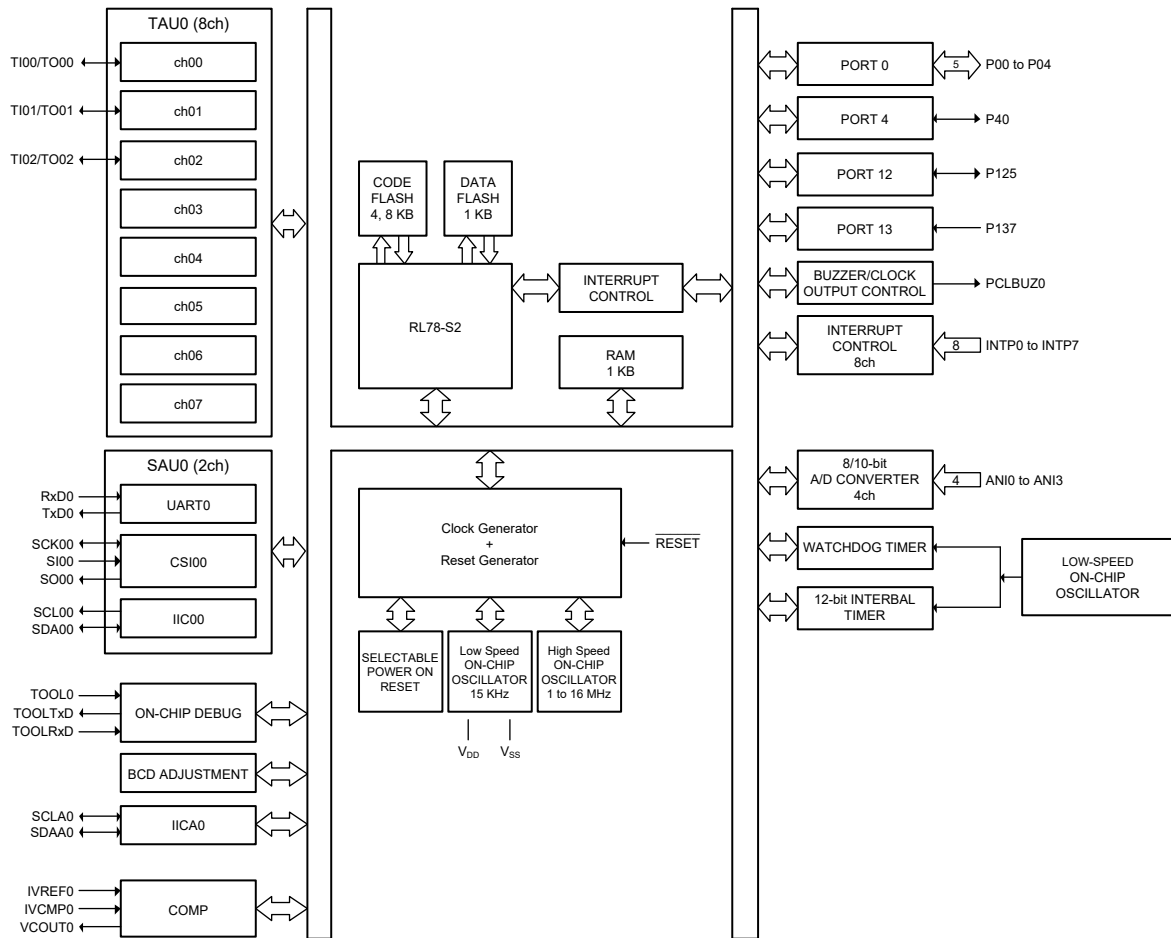 TAU0 (8ch)
TI00/TO00
ch00
TI01/TO01
ch01
TI02/TO02
ch02
ch03
ch04
ch05
ch06
ch07
SAU0 (2ch)
RxD0
TxD0
UART0
SCK00
SI00
SO00
CSI00
SCL00
SDA00
IIC00
TOOL0
TOOLTxD
TOOLRxD
ON-CHIP DEBUG
BCD ADJUSTMENT
SCLA0
SDAA0
IICA0
IVREF0
IVCMP0
VCOUT0
COMP
CODE
FLASH
4, 8 KB
DATA
FLASH
1 KB
RL78-S2
INTERRUPT
CONTROL
RAM
1 KB
Clock Generator
+
Reset Generator
RESET
SELECTABLE
POWER ON
RESET
Low Speed
ON-CHIP
OSCILLATOR
15 KHz
High Speed
ON-CHIP
OSCILLATOR
1 to 16 MHz
VDD
VSS
PORT 0
5
P00 to P04
PORT 4
P40
PORT 12
P125
PORT 13
P137
BUZZER/CLOCK
OUTPUT CONTROL
PCLBUZ0
INTERRUPT
CONTROL
8ch
8
INTP0 to INTP7
8/10-bit
A/D CONVERTER
4ch
4
ANI0 to ANI3
WATCHDOG TIMER
12-bit INTERBAL
TIMER
LOW-SPEED
ON-CHIP
OSCILLATOR